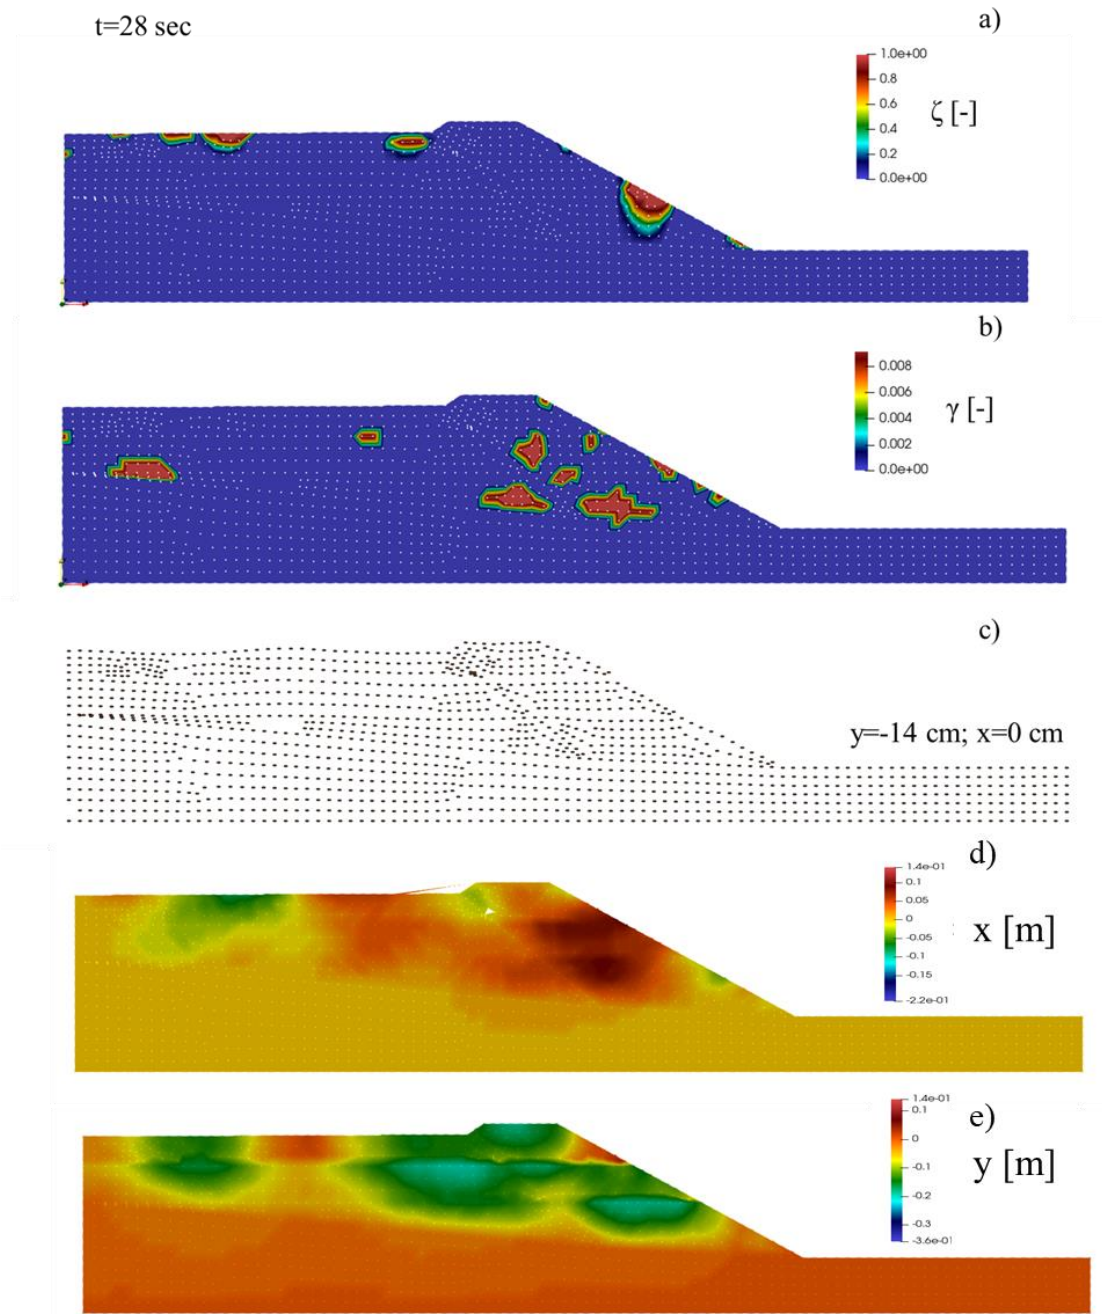 t=28 sec
a)
1.0e+00
0.8
0.6
0.4
0.2
0.0e+00
ζ [-]
b)
0.008
0.006
0.004
0.002
0.0e+00
γ [-]
c)
y=-14 cm; x=0 cm
d)
1.4e-01
0.1
0.05
0
-0.05
-0.1
-0.15
-2.2e-01
x [m]
e)
1.4e-01
0.1
0
-0.1
-0.2
-0.3
-3.6e-01
y [m]